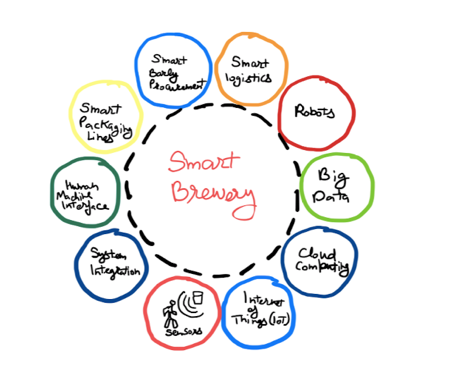 Smart
Barly
Procurement
Smart
logistics
Robots
Big
Data
Cloud
Computing
Internet
of
Things (IoT)
Sensors
System
Integration
Human
Machine
Interface
Smart
Packaging
Lines
Smart
Brewery